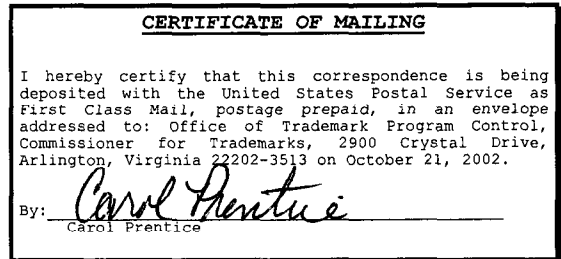 CERTIFICATE OF MAILING
I hereby certify that this correspondence is being
deposited with the United States Postal Service as
First Class Mail, postage prepaid, in an envelope
addressed to: Office of Trademark Program Control,
Commissioner for Trademarks, 2900 Crystal Drive,
Arlington, Virginia 22202-3513 on October 21, 2002.
By: Carol Prentice
Carol Prentice